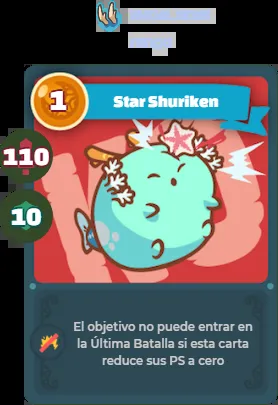 1
Star Shuriken
110
10
El objetivo no puede entrar en
la Última Batalla si esta carta
reduce sus PS a cero